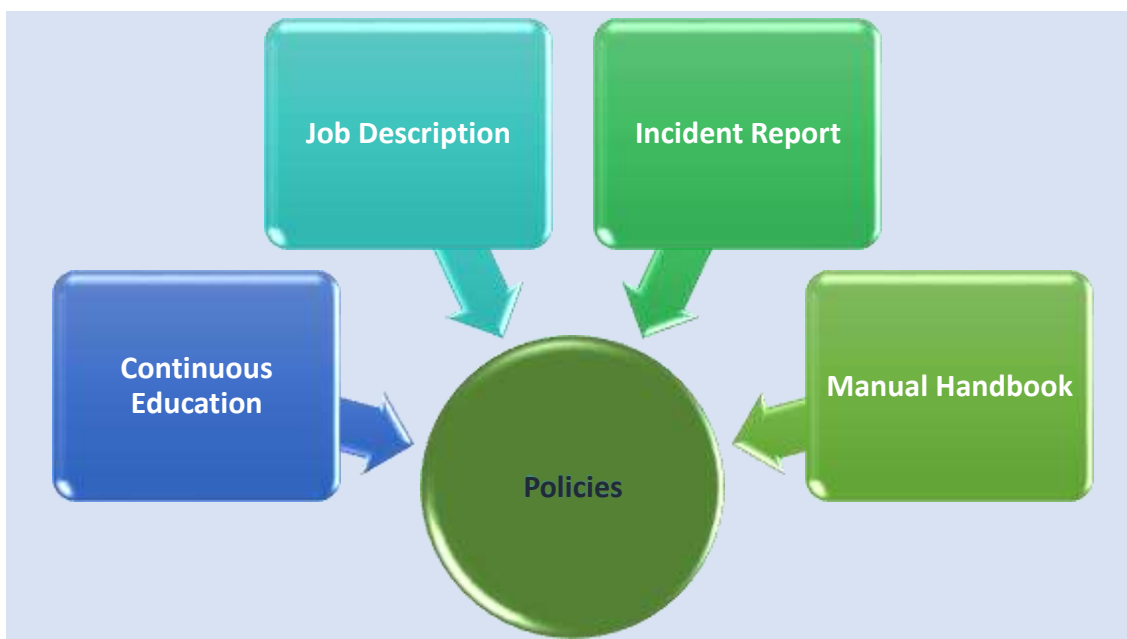 Job Description
Incident Report
Continuous
Education
Manual Handbook
Policies